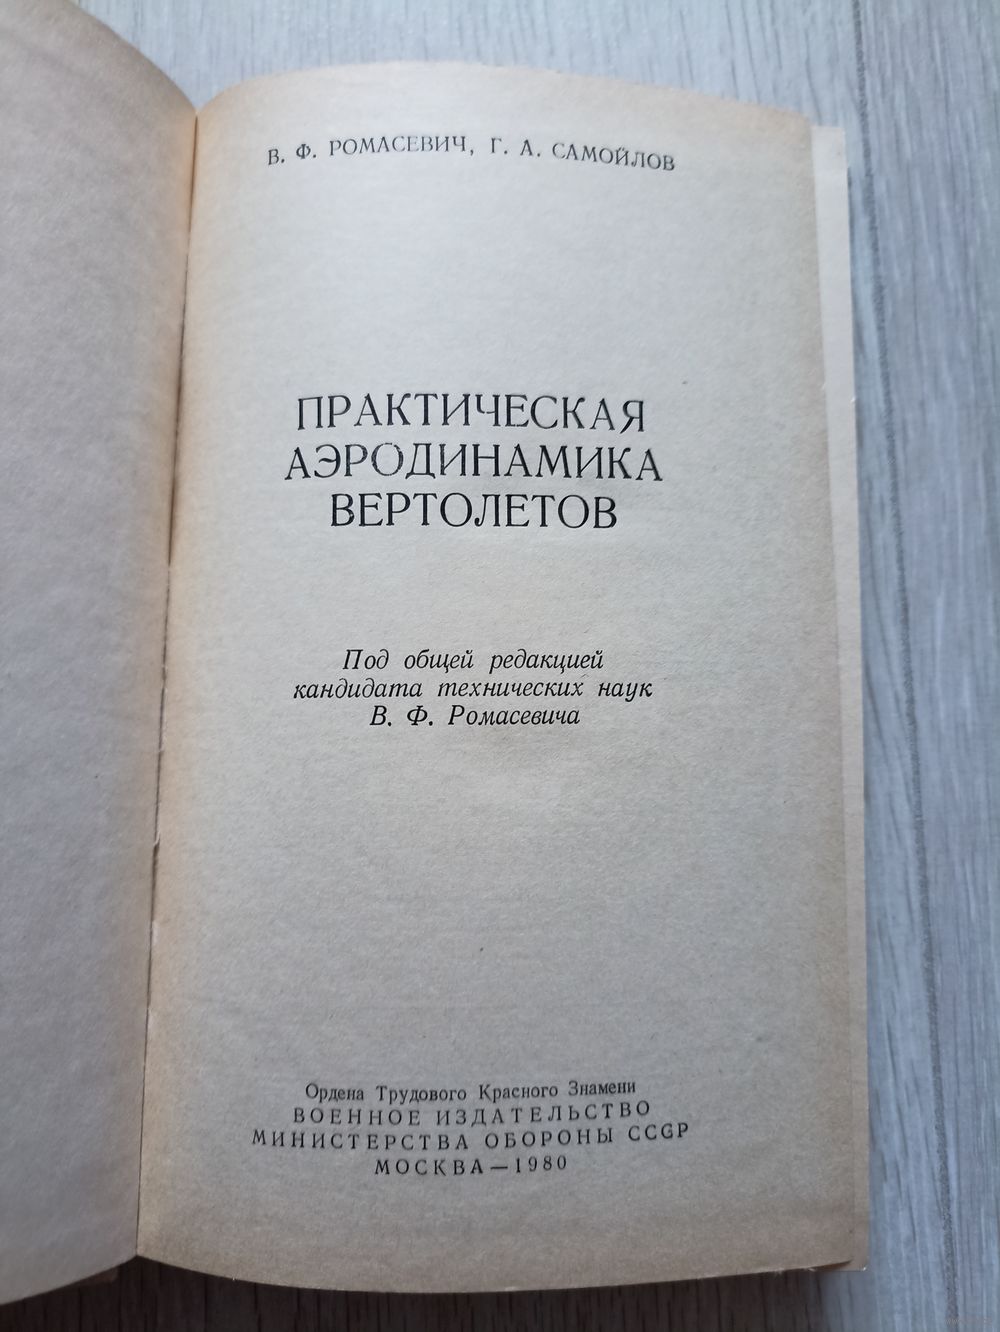 В. Ф. РОМАСЕВИЧ, Г. А. САМОЙЛОВ
ПРАКТИЧЕСКАЯ
АЭРОДИНАМИКА
ВЕРТОЛЕТОВ
Под общей редакцией
кандидата технических наук
В. Ф. Ромасевича
Ордена Трудового Красного Знамени
ВОЕННОЕ ИЗДАТЕЛЬСТВО
МИНИСТЕРСТВА ОБОРОНЫ СССР
МОСКВА — 1980